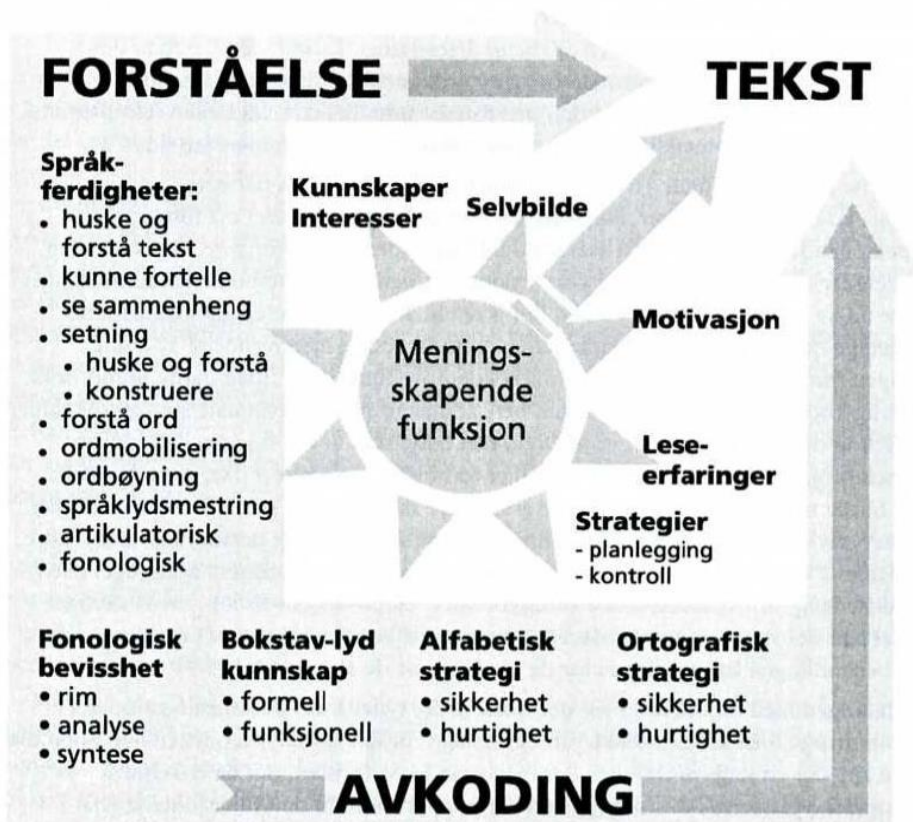 FORSTÅELSE
TEKST
Språk-
ferdigheter:
• huske og
forstå tekst
• kunne fortelle
• se sammenheng
• setning
• huske og forstå
• konstruere
• forstå ord
• ordmobilisering
• ordbøyning
• språklydsmestring
• artikulatorisk
• fonologisk
Kunnskaper
Interesser
Selvbilde
Motivasjon
Lese-
erfaringer
Strategier
- planlegging
- kontroll
Menings-
skapende
funksjon
Fonologisk
bevissthet
• rim
• analyse
syntese
Bokstav-lyd
kunnskap
• formell
• funksjonell
Alfabetisk
strategi
• sikkerhet
• hurtighet
Ortografisk
strategi
• sikkerhet
• hurtighet
AVKODING